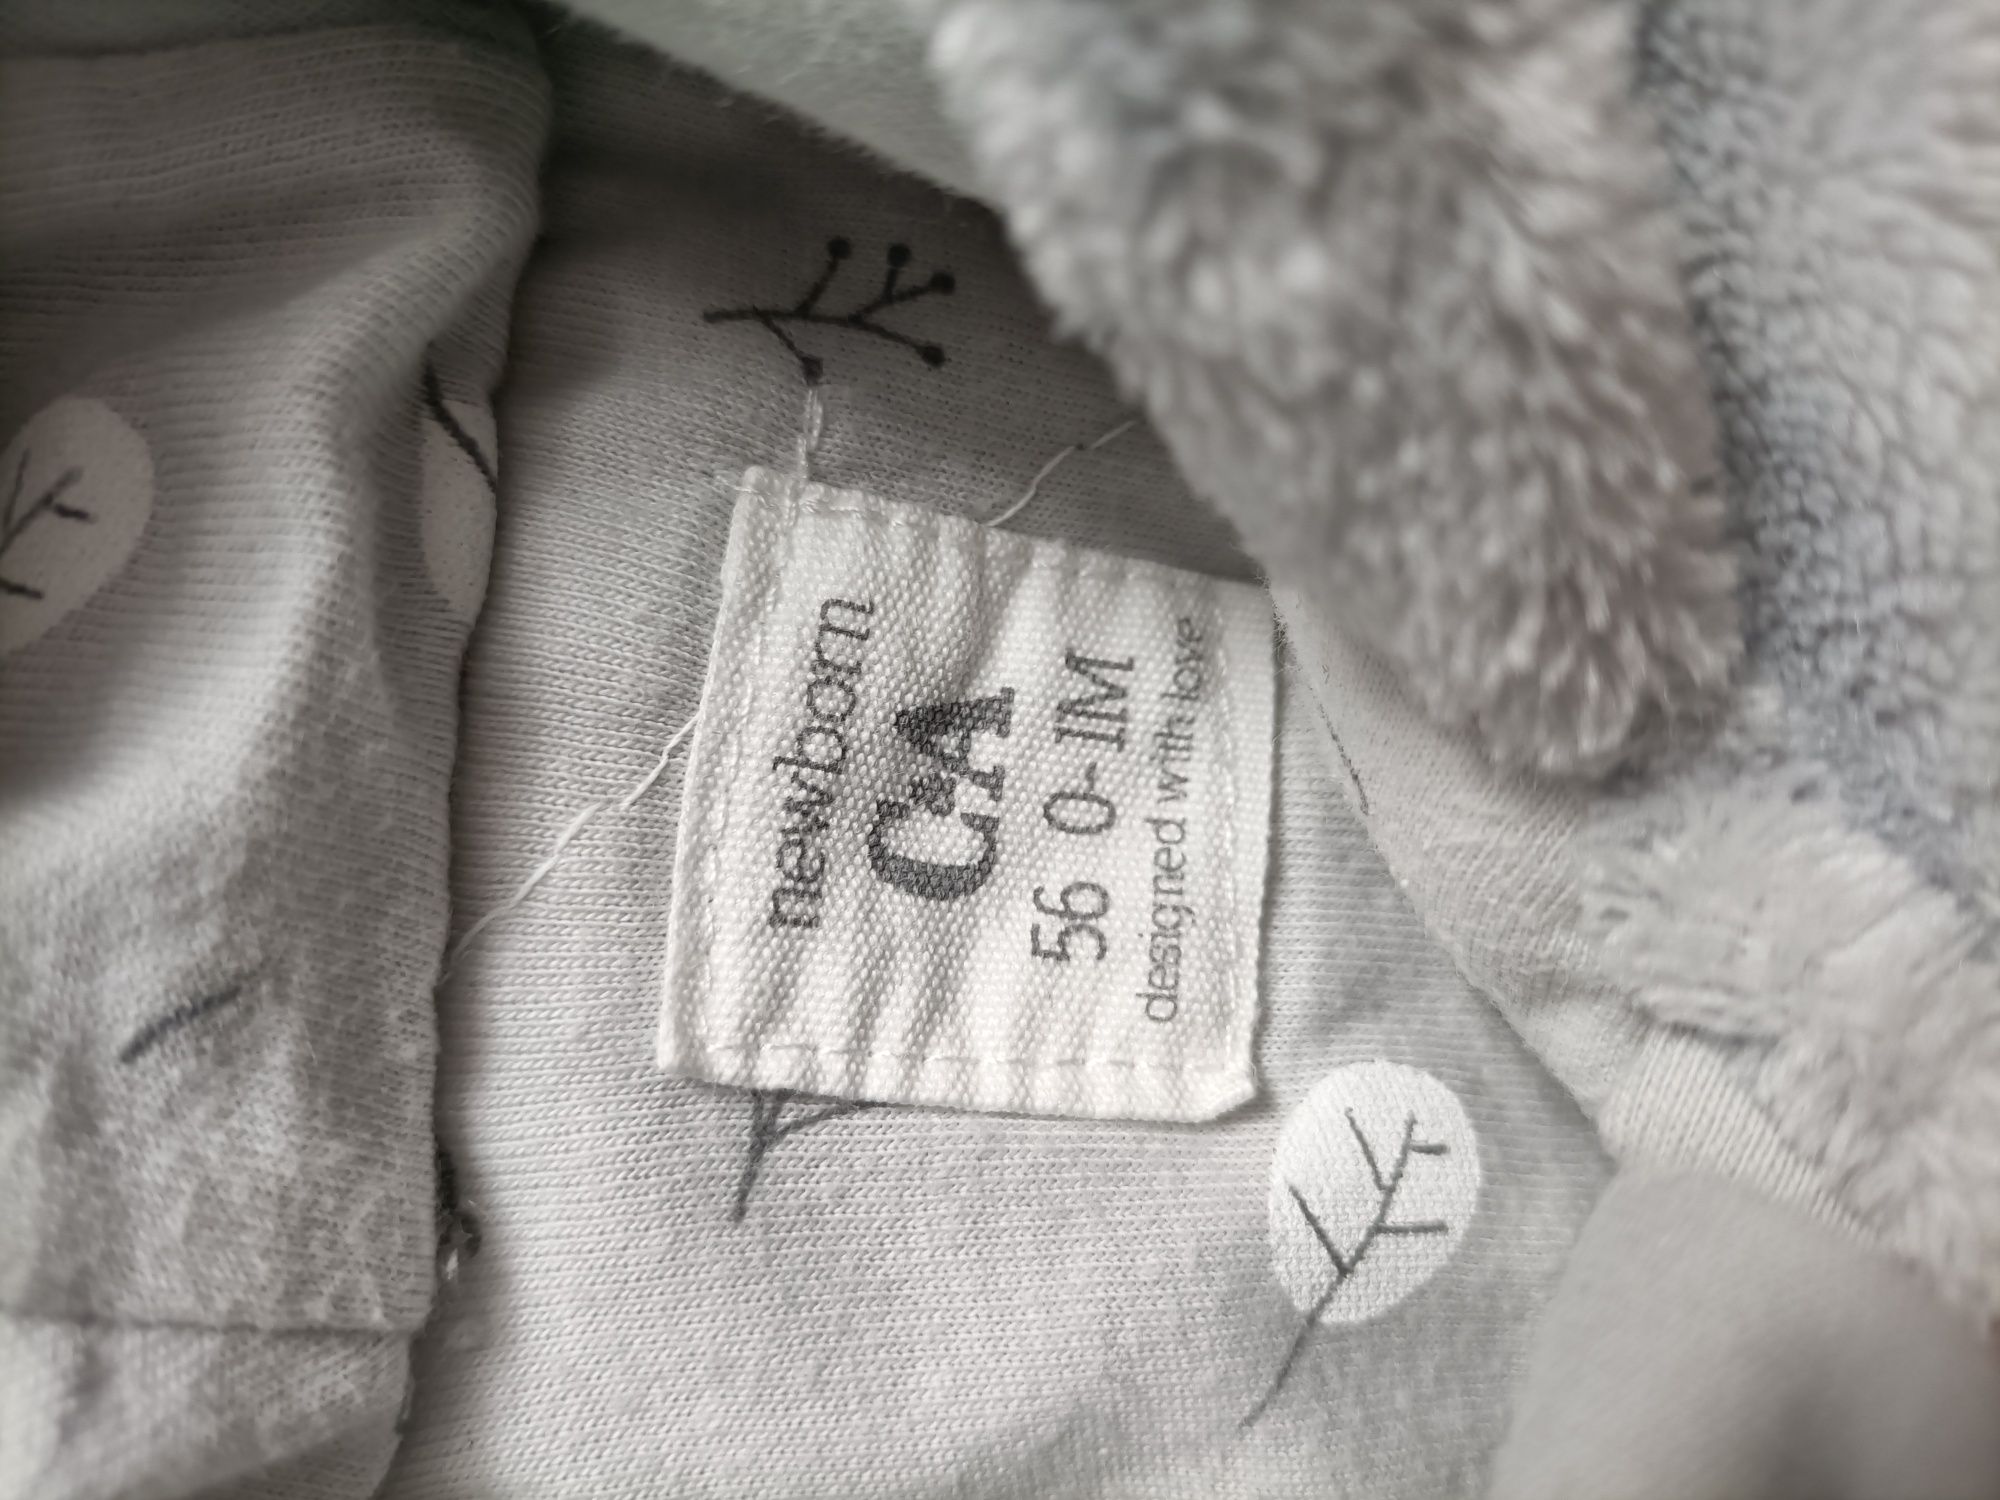 newborn
C&A
56 0-1M
designed with love